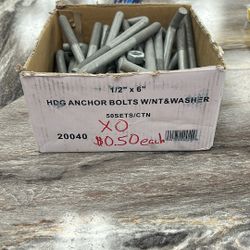 1/2" x 6"
HDG ANCHOR BOLTS W/NT&WASHER
50SETS/CTN
20040
XO
$0.50 each